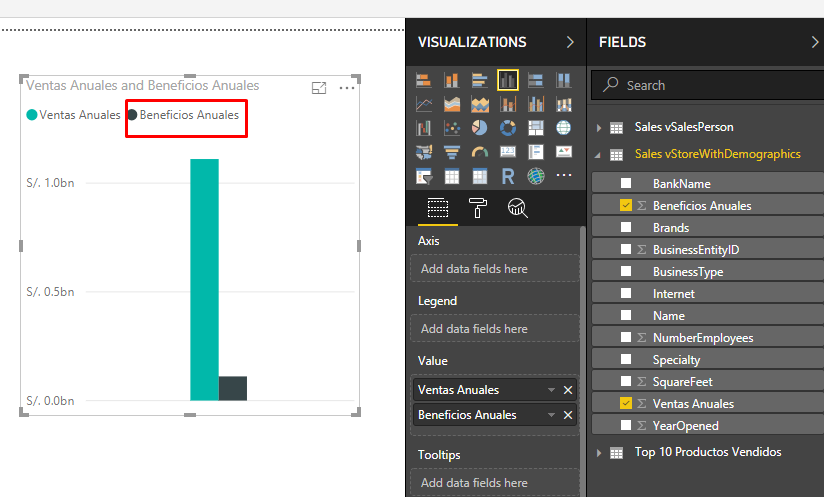 Ventas Anuales and Beneficios Anuales
Ventas Anuales
Beneficios Anuales
S/. 1.0bn
S/. 0.5bn
S/. 0.0bn
VISUALIZATIONS
R
123
Axis
Add data fields here
Legend
Add data fields here
Value
Ventas Anuales
Beneficios Anuales
Tooltips
Add data fields here
FIELDS
Search
Sales vSalesPerson
Sales vStoreWithDemographics
BankName
Σ Beneficios Anuales
Brands
Σ BusinessEntityID
BusinessType
Internet
Name
Σ NumberEmployees
Specialty
Σ SquareFeet
Σ Ventas Anuales
Σ YearOpened
Top 10 Productos Vendidos